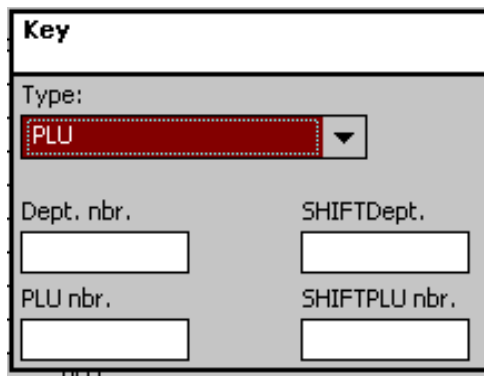 Key
Type:
PLU
Dept. nbr. SHIFTDept.
PLU nbr. SHIFTPLU nbr.